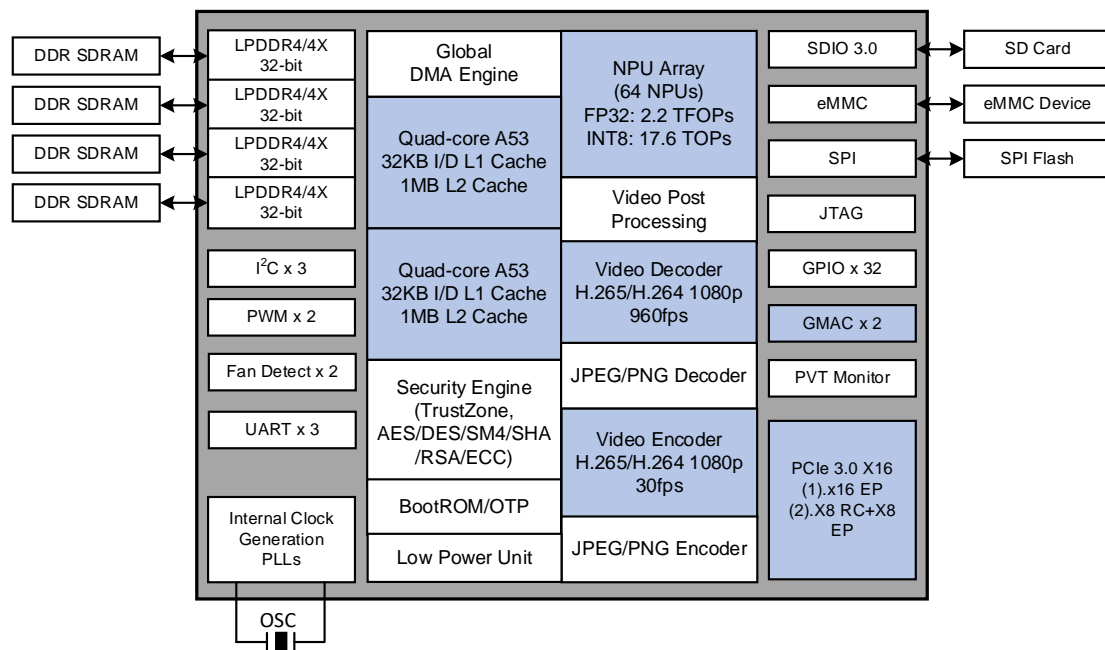 DDR SDRAM
DDR SDRAM
DDR SDRAM
DDR SDRAM
LPDDR4/4X
32-bit
LPDDR4/4X
32-bit
LPDDR4/4X
32-bit
LPDDR4/4X
32-bit
I²C x 3
PWM x 2
Fan Detect x 2
UART x 3
Internal Clock
Generation
PLLs
OSC
Global
DMA Engine
Quad-core A53
32KB I/D L1 Cache
1MB L2 Cache
Quad-core A53
32KB I/D L1 Cache
1MB L2 Cache
Security Engine
(TrustZone,
AES/DES/SM4/SHA
/RSA/ECC)
BootROM/OTP
Low Power Unit
NPU Array
(64 NPUs)
FP32: 2.2 TFOPs
INT8: 17.6 TOPs
Video Post
Processing
Video Decoder
H.265/H.264 1080p
960fps
JPEG/PNG Decoder
Video Encoder
H.265/H.264 1080p
30fps
JPEG/PNG Encoder
SDIO 3.0
eMMC
SPI
JTAG
GPIO x 32
GMAC x 2
PVT Monitor
PCIe 3.0 X16
(1).x16 EP
(2).X8 RC+X8
EP
SD Card
eMMC Device
SPI Flash